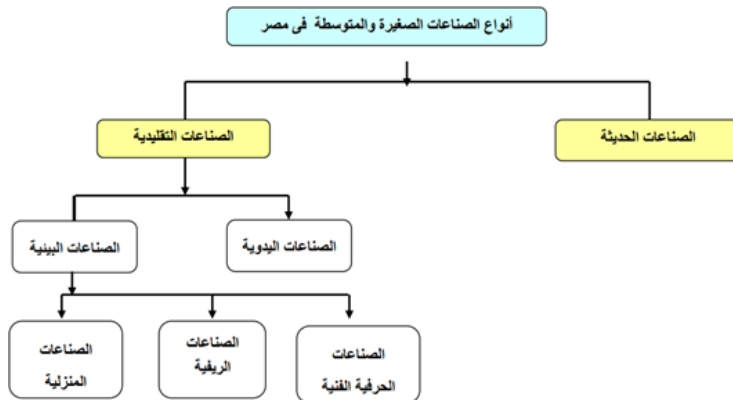 أنواع الصناعات الصغيرة والمتوسطة فى مصر
الصناعات الحديثة
الصناعات التقليدية
الصناعات اليدوية
الصناعات البيئية
الصناعات
الحرفية الفنية
الصناعات
الريفية
الصناعات
المنزلية